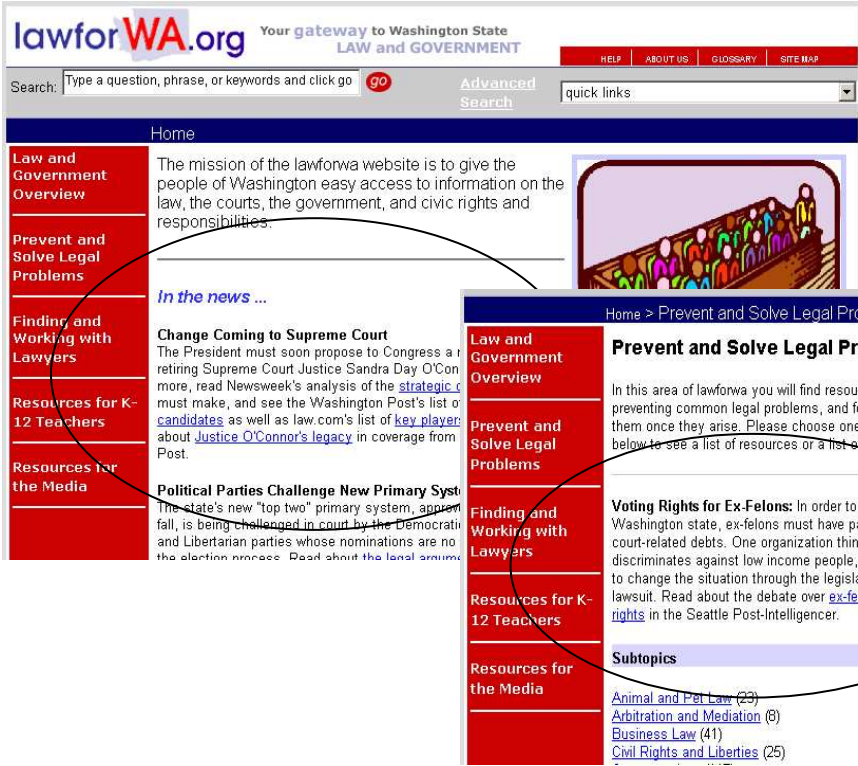 lawforWA.org
Your gateway to Washington State
LAW and GOVERNMENT
HELP ABOUT US GLOSSARY SITE MAP
Search: Type a question, phrase, or keywords and click go go
Advanced
Search
quick links
Home
Law and
Government
Overview
Prevent and
Solve Legal
Problems
Finding and
Working with
Lawyers
Resources for K-
12 Teachers
Resources for
the Media
The mission of the lawforwa website is to give the
people of Washington easy access to information on the
law, the courts, the government, and civic rights and
responsibilities.
In the news ...
Change Coming to Supreme Court
The President must soon propose to Congress a
retiring Supreme Court Justice Sandra Day O'Con
more, read Newsweek's analysis of the strategic
must make, and see the Washington Post's list
candidates as well as law.com's list of key player
about Justice O'Connor's legacy in coverage from
Post.
Political Parties Challenge New Primary Syst
The state's new "top two" primary system, approv
fall, is being challenged in court by the Democrati
and Libertarian parties whose nominations are no
the election process. Read about the legal argume
Home > Prevent and Solve Legal Pro
Law and
Government
Overview
Prevent and
Solve Legal
Problems
Finding and
Working with
Lawyers
Resources for K-
12 Teachers
Resources for
the Media
Prevent and Solve Legal Pr
In this area of lawforwa you will find resou
preventing common legal problems, and f
them once they arise. Please choose one
below to see a list of resources or a list o
Voting Rights for Ex-Felons: In order to
Washington state, ex-felons must have pa
court-related debts. One organization thin
discriminates against low income people,
to change the situation through the legisla
lawsuit. Read about the debate over ex-fe
rights in the Seattle Post-Intelligencer.
Subtopics
Animal and Pet Law (23)
Arbitration and Mediation (8)
Business Law (41)
Civil Rights and Liberties (25)